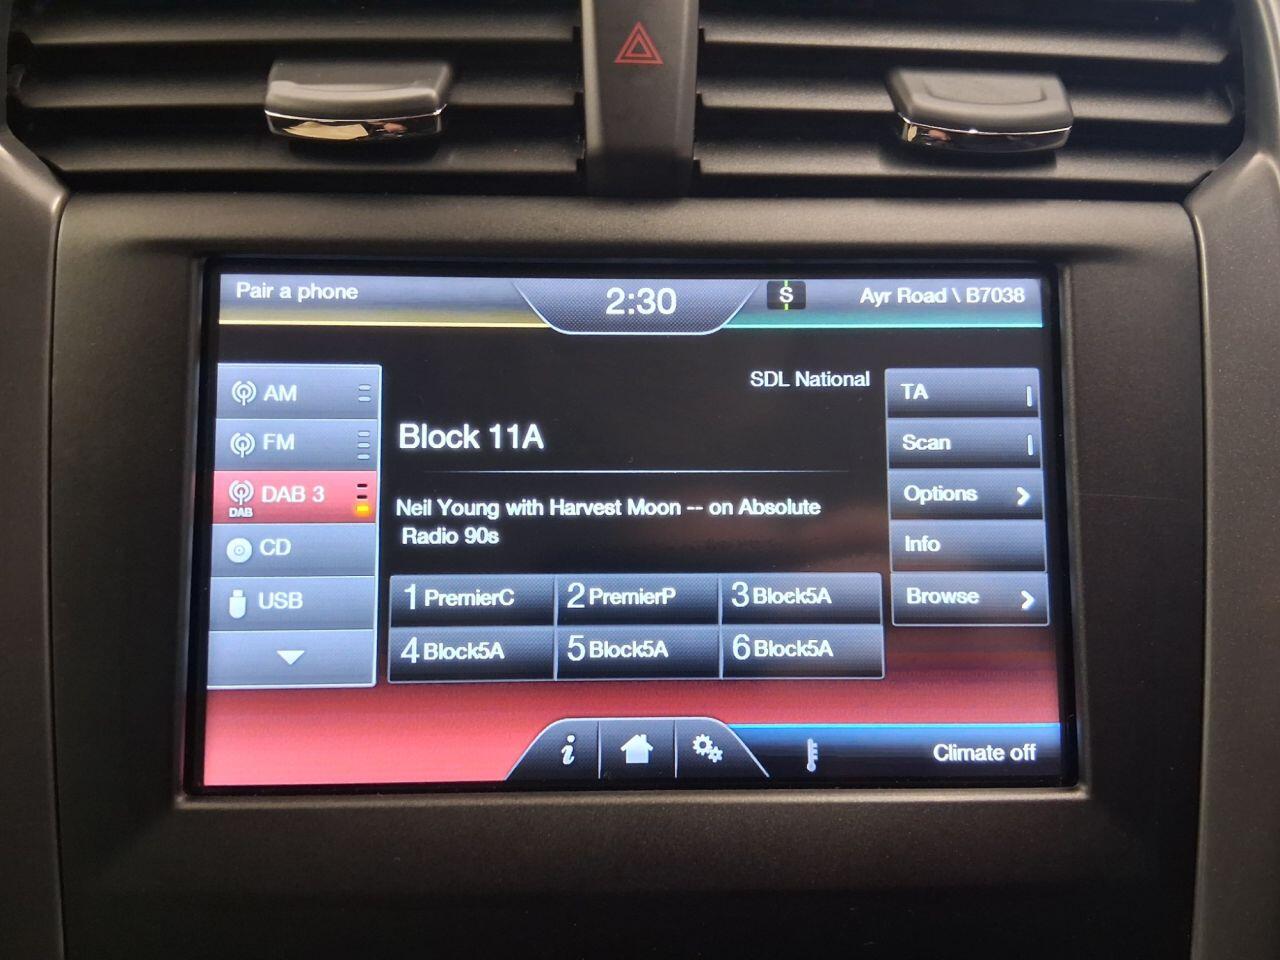 Pair a phone
2:30
S
Ayr Road \ B7038
AM
FM
DAB 3
DAB
CD
USB
SDL National
Block 11A
Neil Young with Harvest Moon -- on Absolute
Radio 90s
1 PremierC
2 PremierP
3 Block5A
4 Block5A
5 Block5A
6 Block5A
TA
Scan
Options
Info
Browse
i
Climate off